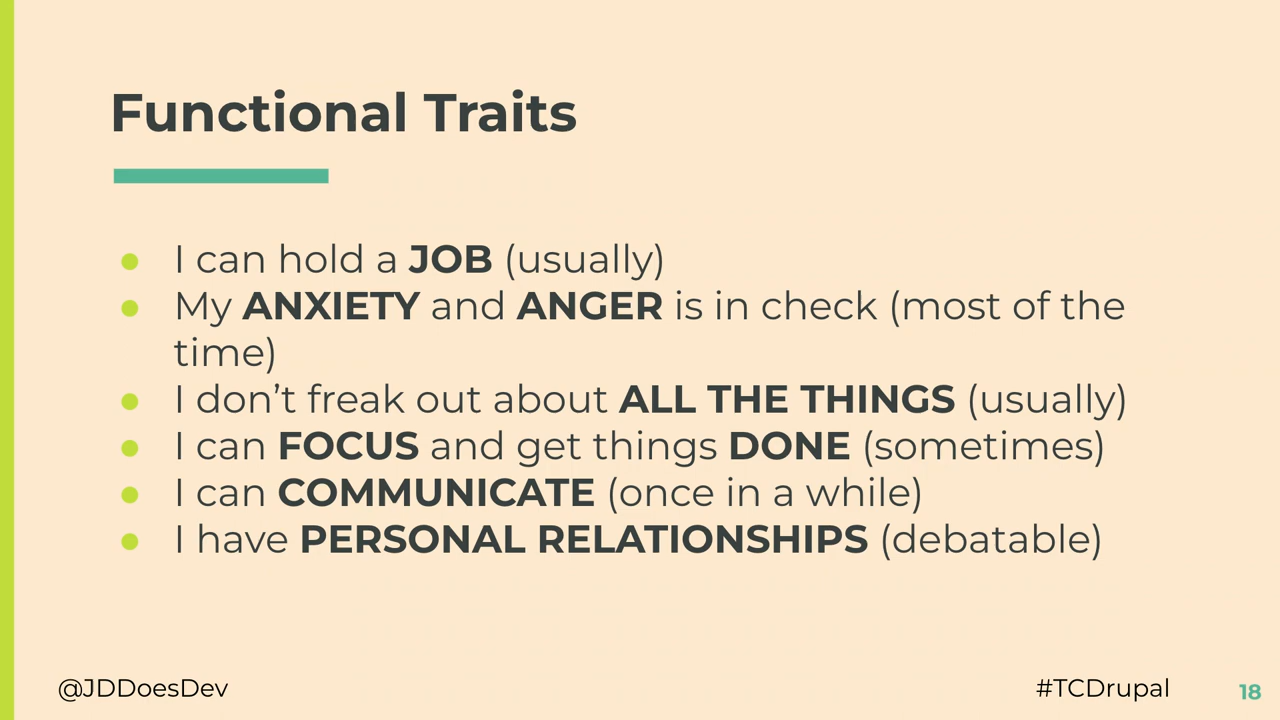 Functional Traits
● I can hold a JOB (usually)
● My ANXIETY and ANGER is in check (most of the
time)
● I don’t freak out about ALL THE THINGS (usually)
● I can FOCUS and get things DONE (sometimes)
● I can COMMUNICATE (once in a while)
● I have PERSONAL RELATIONSHIPS (debatable)
@JDDoesDev #TCDrupal 18